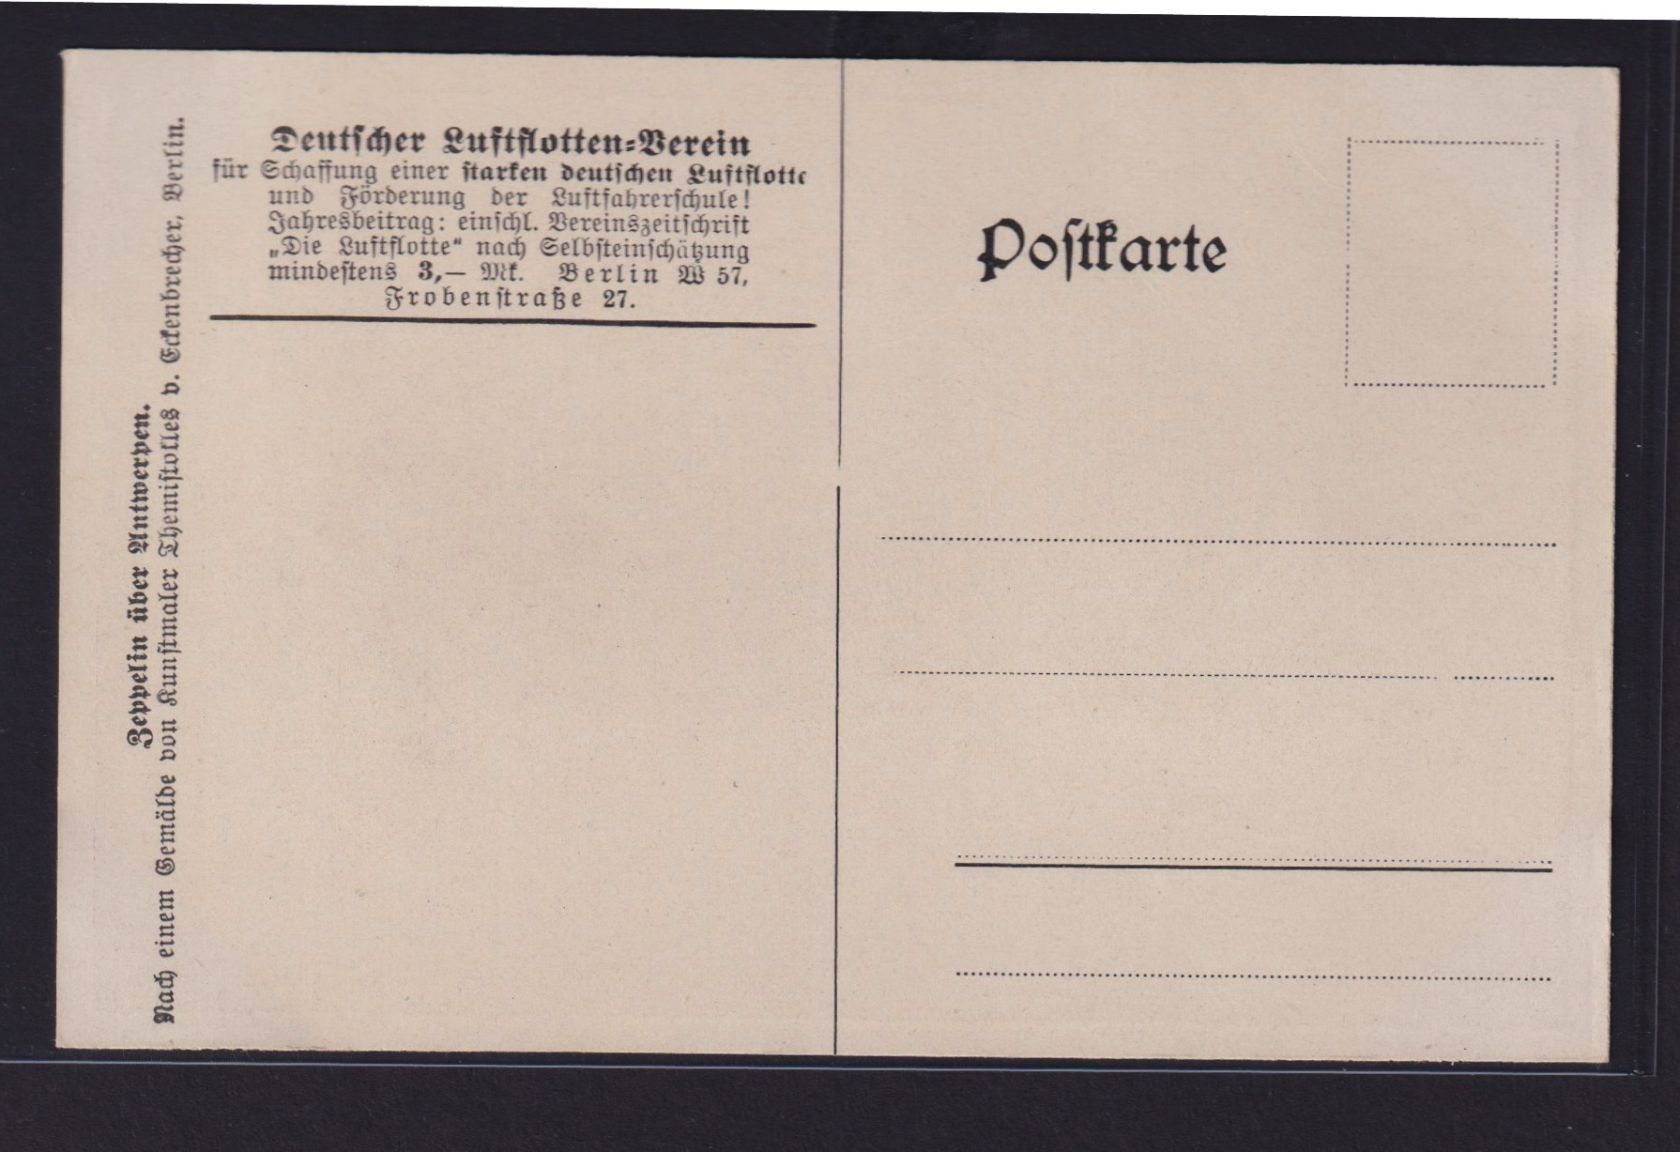 Deutscher Luftflotten-Verein
für Schaffung einer starken deutschen Luftflotte
und Förderung der Luftfahrerschule!
Jahresbeitrag: einschl. Vereinszeitschrift
„Die Luftflotte“ nach Selbsteinschätzung
mindestens 3,— Mk. Berlin W 57,
Frobenstraße 27.
Postkarte
Zeppelin über Antwerpen.
Nach einem Gemälde von Kunstmaler Themistokles v. Eckenbrecher, Berlin.